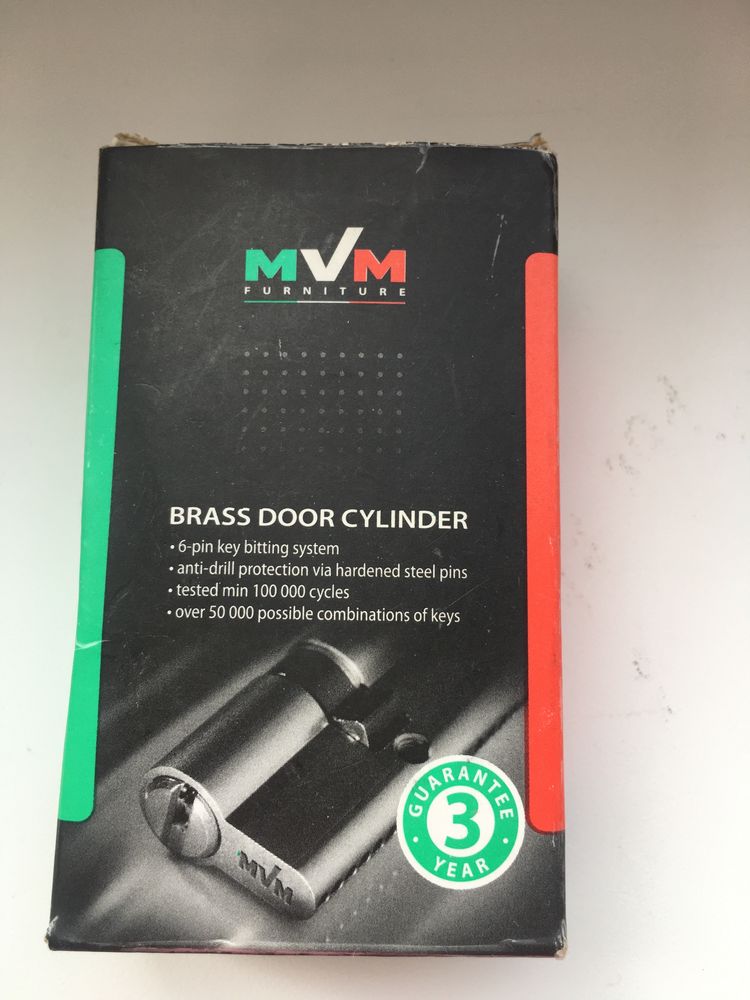 MVM
FURNITURE
BRASS DOOR CYLINDER
• 6-pin key bitting system
• anti-drill protection via hardened steel pins
• tested min 100 000 cycles
• over 50 000 possible combinations of keys
MVM
GUARANTEE
3
YEAR